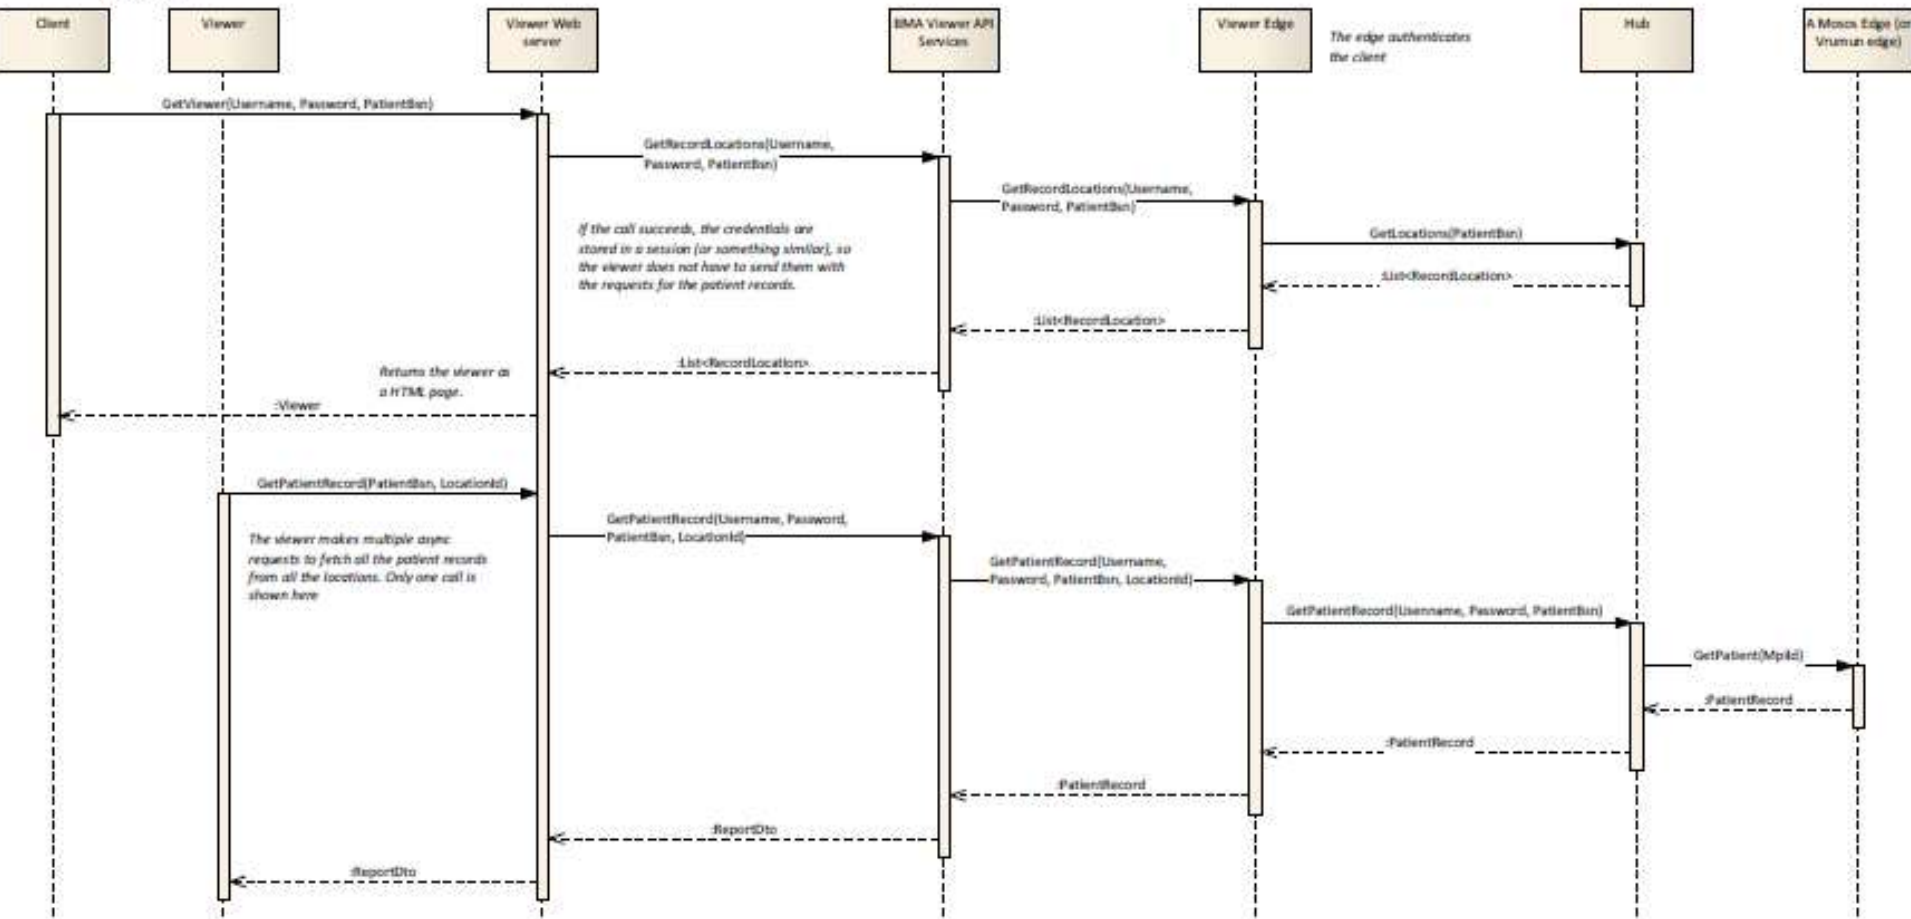 Client
Viewer
Viewer Web
server
BMA Viewer API
Services
Viewer Edge
The edge authenticates
the client
Hub
A Mosos Edge (or
Vrumun edge)
GetViewer(Username, Password, PatientBsn)
GetRecordLocations(Username,
Password, PatientBsn)
GetRecordLocations(Username,
Password, PatientBsn)
If the call succeeds, the credentials are
stored in a session (or something similar), so
the viewer does not have to send them with
the requests for the patient records.
GetLocations(PatientBsn)
:List<RecordLocation>
:List<RecordLocation>
:List<RecordLocation>
Returns the viewer as
a HTML page.
:Viewer
GetPatientRecord(PatientBsn, LocationId)
The viewer makes multiple async
requests to fetch all the patient records
from all the locations. Only one call is
shown here
GetPatientRecord(Username, Password,
PatientBsn, LocationId)
GetPatientRecord(Username,
Password, PatientBsn, LocationId)
GetPatientRecord(Username, Password, PatientBsn)
GetPatient(MpiId)
:PatientRecord
:PatientRecord
:PatientRecord
:ReportDto
:ReportDto